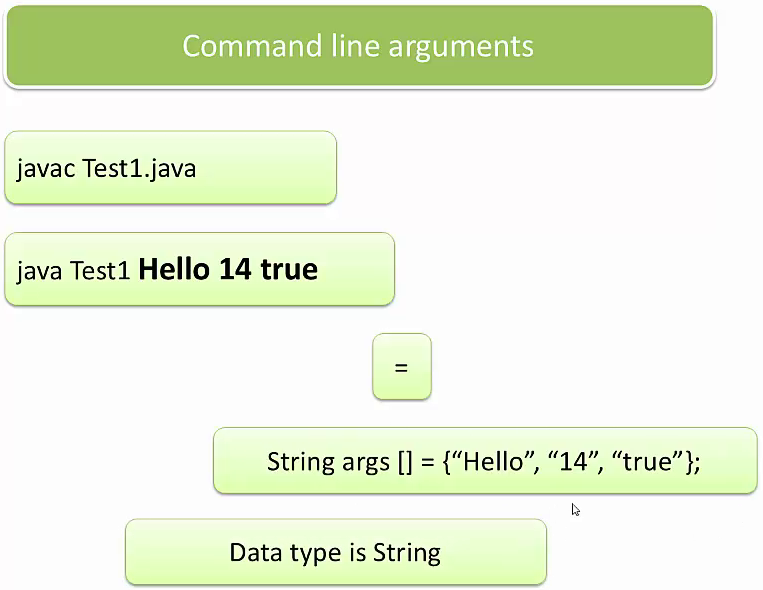 Command line arguments
javac Test1.java
java Test1 Hello 14 true
=
String args [] = {“Hello”, “14”, “true”};
Data type is String